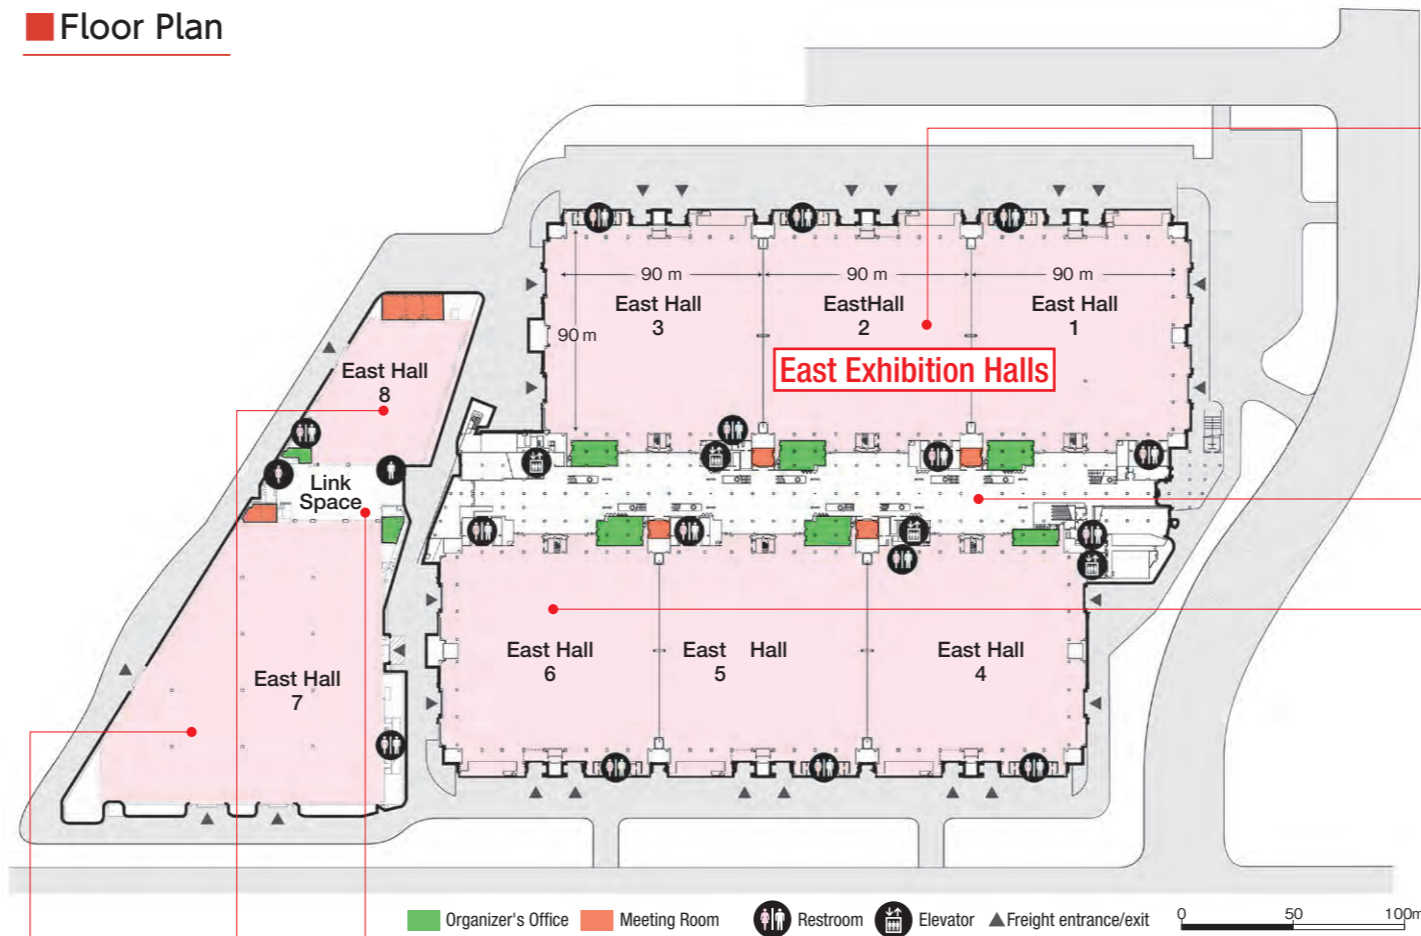 Floor Plan
90 m
90 m
90 m
East Hall
3
EastHall
2
East Hall
1
90 m
East Exhibition Halls
East Hall
8
Link
Space
East Hall
6
East Hall
5
East Hall
4
East Hall
7
Organizer's Office
Meeting Room
Restroom
Elevator
Freight entrance/exit
0
50
100m